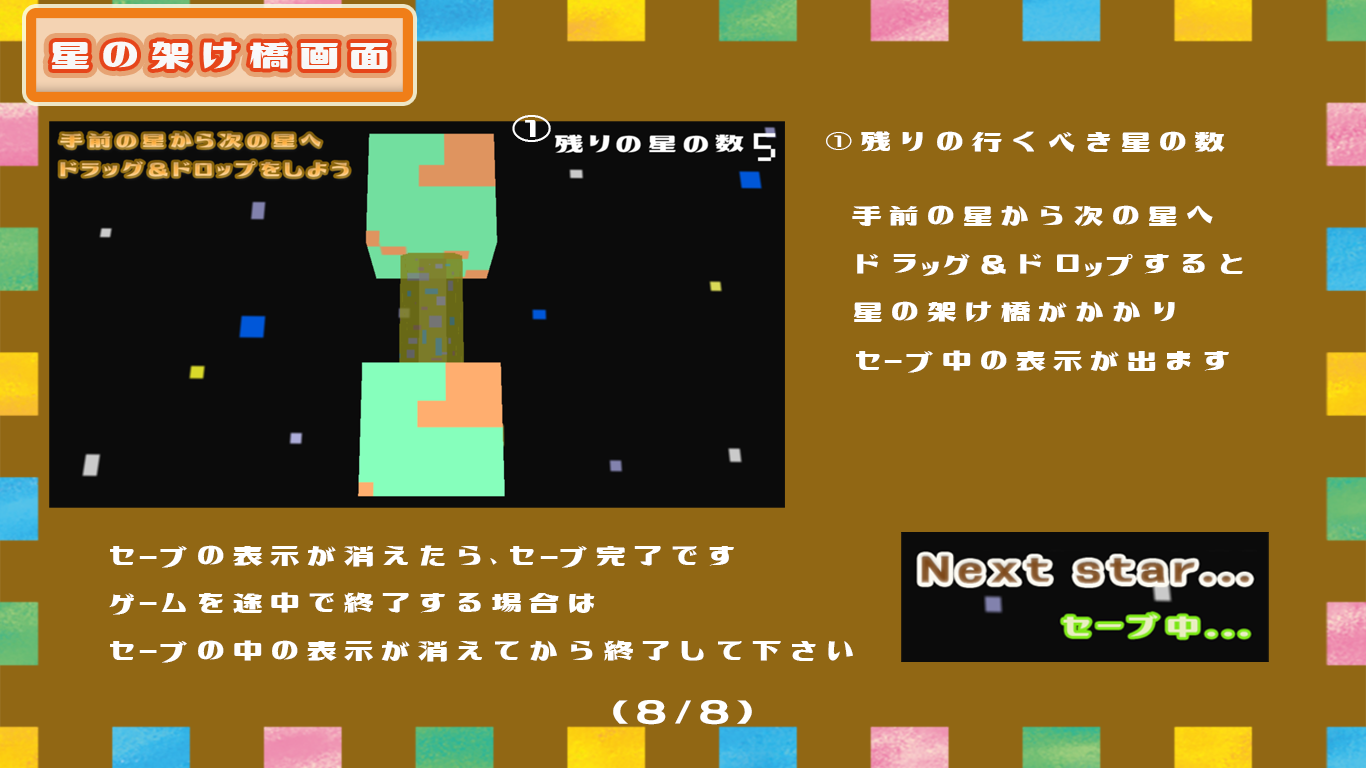 星の架け橋画面
手前の星から次の星へ
ドラッグ&ドロップをしよう
①
残りの星の数5
①残りの行くべき星の数
手前の星から次の星へ
ドラッグ&ドロップすると
星の架け橋がかかり
セーブ中の表示が出ます
セーブの表示が消えたら、セーブ完了です
ゲームを途中で終了する場合は
セーブの中の表示が消えてから終了して下さい
Next star...
セーブ中...
(8/8)